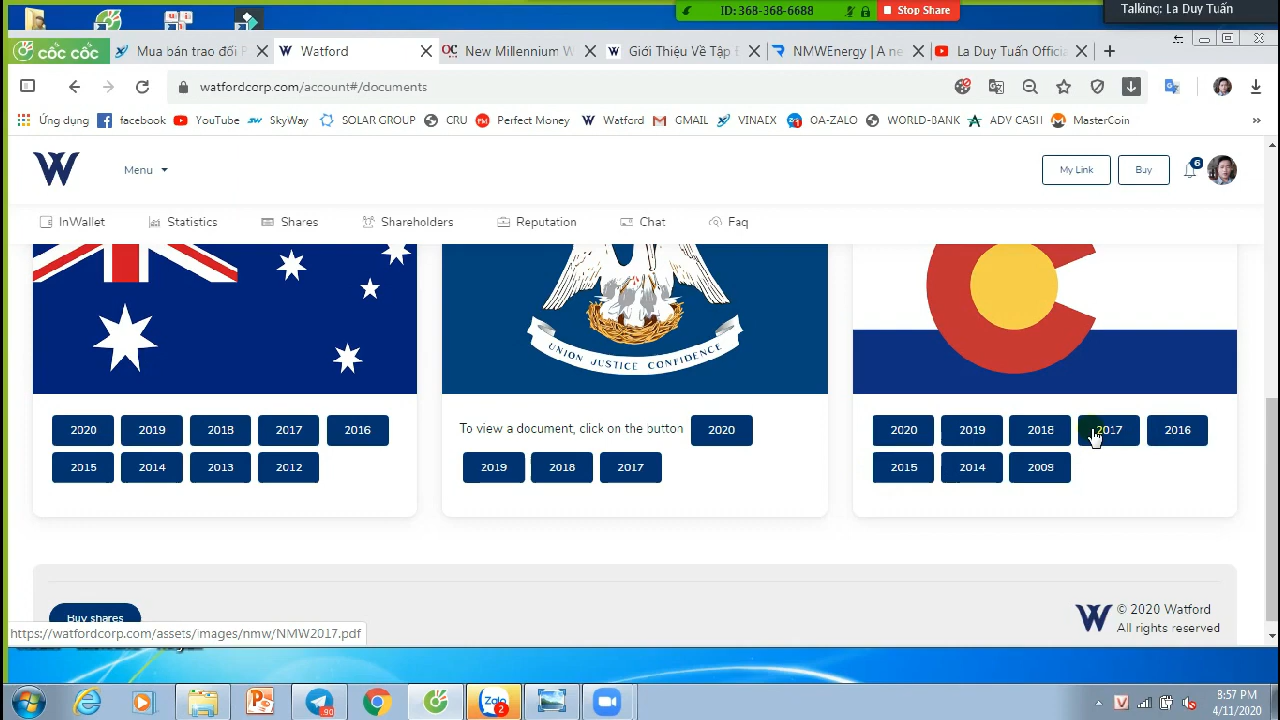 ID: 368-368-6688
Stop Share
Talking: La Duy Tuấn
cốc cốc
Mua bán trao đổi P
Watford
New Millennium W
Giới Thiệu Về Tập
NMWEnergy | A ne
La Duy Tuấn Officia
watfordcorp.com/account#/documents
Ứng dụng
facebook
YouTube
SkyWay
SOLAR GROUP
CRU
Perfect Money
Watford
GMAIL
VINAEX
OA-ZALO
WORLD-BANK
ADV CASH
MasterCoin
W
Menu
My Link
Buy
6
InWallet
Statistics
Shares
Shareholders
Reputation
Chat
Faq
UNION JUSTICE CONFIDENCE
2020
2019
2018
2017
2016
2015
2014
2013
2012
To view a document, click on the button
2020
2019
2018
2017
2020
2019
2018
2017
2016
2015
2014
2009
Buy shares
© 2020 Watford
All rights reserved
https://watfordcorp.com/assets/images/nmw/NMW2017.pdf
90
Zalo
2
V
8:57 PM
4/11/2020